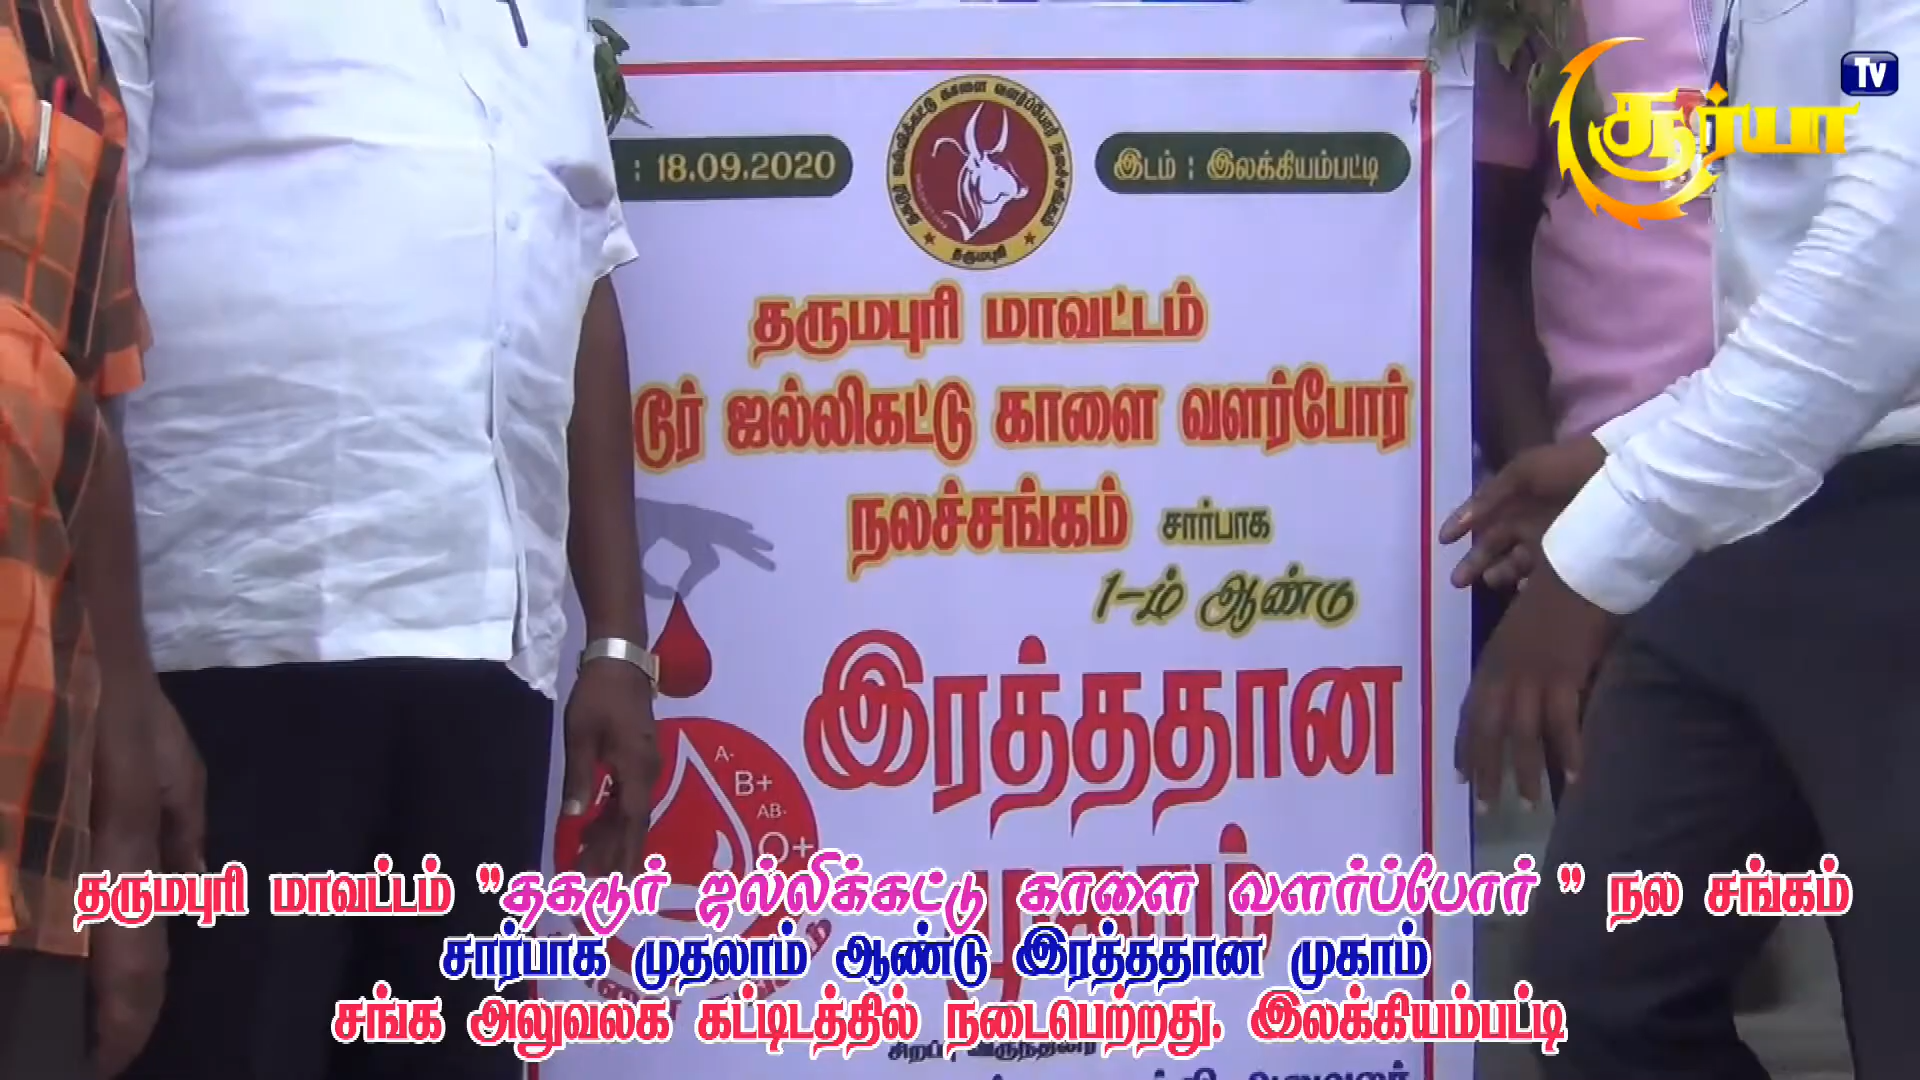 சூர்யா Tv
: 18.09.2020
இடம் : இலக்கியம்பட்டி
தருமபுரி
தருமபுரி மாவட்டம்
டூர் ஜல்லிகட்டு காளை வளர்போர்
நலச்சங்கம் சார்பாக
1-ம் ஆண்டு
இரத்ததான
முகாம்
A-
B+
AB-
O+
A
தருமபுரி மாவட்டம் "தகடூர் ஜல்லிக்கட்டு காளை வளர்ப்போர் " நல சங்கம்
சார்பாக முதலாம் ஆண்டு இரத்ததான முகாம்
சங்க அலுவலக கட்டிடத்தில் நடைபெற்றது. இலக்கியம்பட்டி